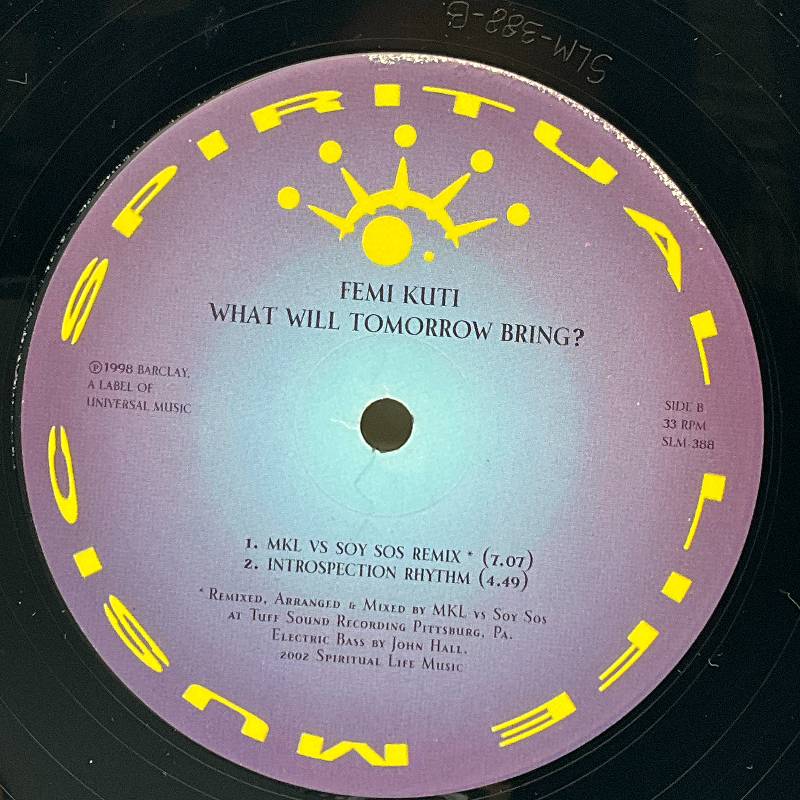 SLM-388-B
SPIRITUAL LIFE MUSIC
FEMI KUTI
WHAT WILL TOMORROW BRING?
℗1998 BARCLAY,
A LABEL OF
UNIVERSAL MUSIC
SIDE B
33 RPM
SLM-388
1. MKL VS SOY SOS REMIX * (7.07)
2. INTROSPECTION RHYTHM (4.49)
* REMIXED, ARRANGED & MIXED BY MKL VS SOY SOS
AT TUFF SOUND RECORDING PITTSBURG, PA.
ELECTRIC BASS BY JOHN HALL.
2002 SPIRITUAL LIFE MUSIC